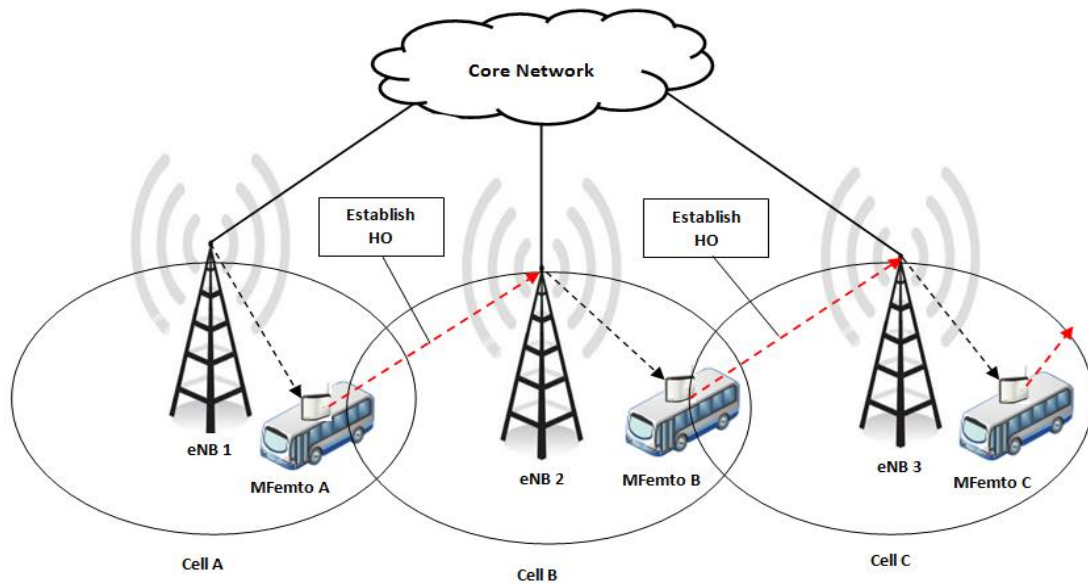 Core Network
Establish
HO
Establish
HO
eNB 1
MFemto A
eNB 2
MFemto B
eNB 3
MFemto C
Cell A
Cell B
Cell C